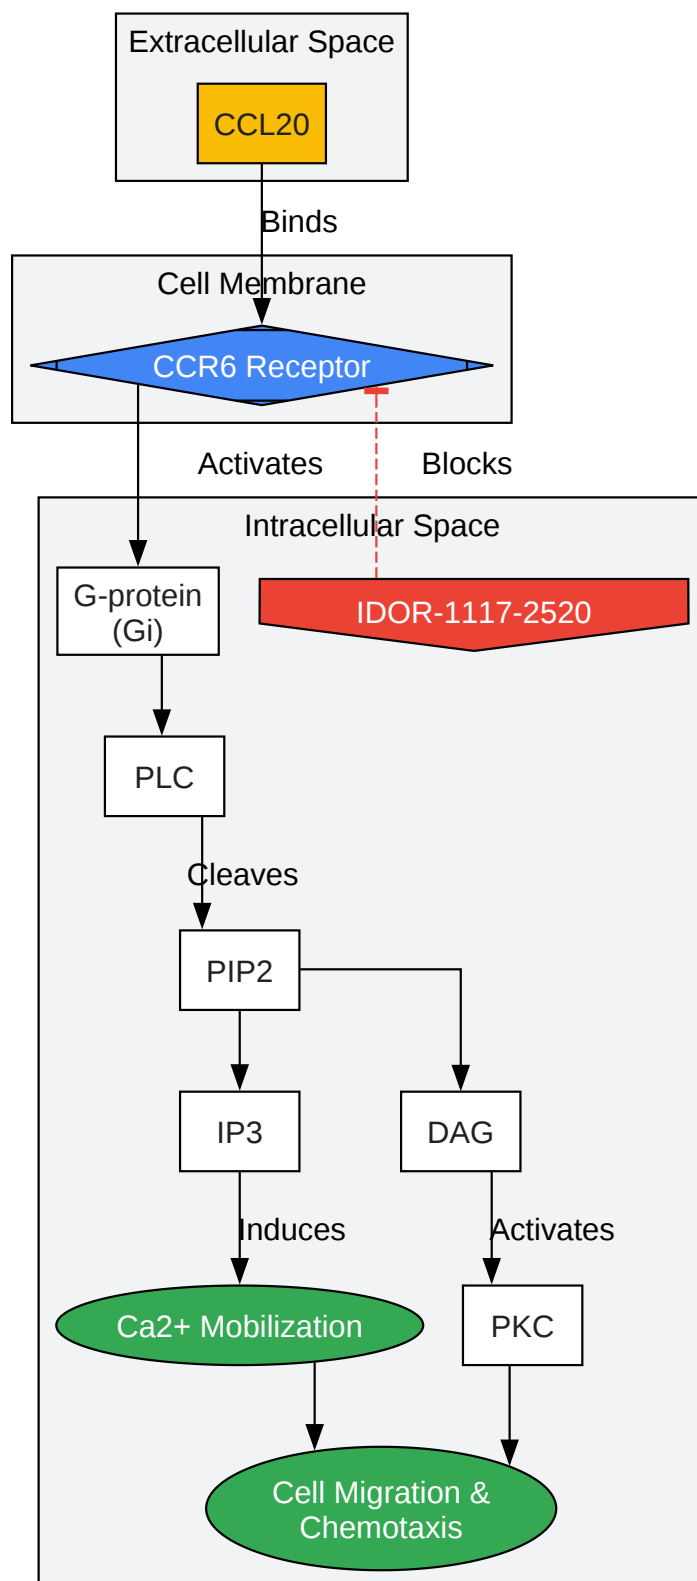 Extracellular Space
CCL20
Binds
Cell Membrane
CCR6 Receptor
Activates
Blocks
Intracellular Space
G-protein
(Gi)
IDOR-1117-2520
PLC
Cleaves
PIP2
IP3
DAG
Induces
Activates
Ca2+ Mobilization
PKC
Cell Migration &
Chemotaxis